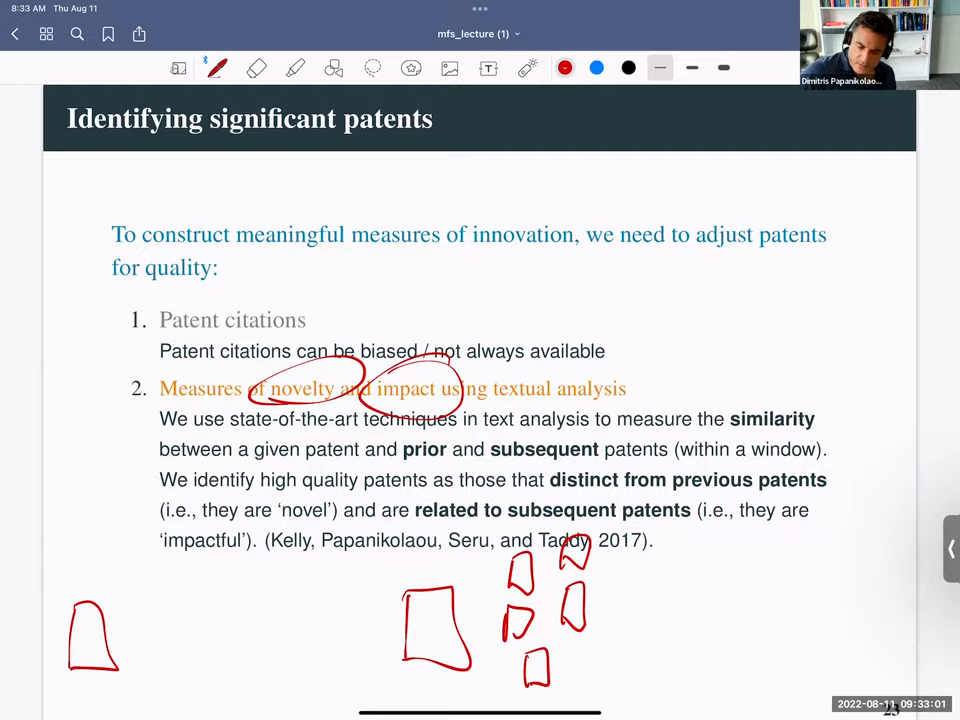 8:33 AM Thu Aug 11
mfs_lecture (1)
Dimitris Papanikolao...
Identifying significant patents
To construct meaningful measures of innovation, we need to adjust patents
for quality:
1. Patent citations
Patent citations can be biased / not always available
2. Measures of novelty and impact using textual analysis
We use state-of-the-art techniques in text analysis to measure the similarity
between a given patent and prior and subsequent patents (within a window).
We identify high quality patents as those that distinct from previous patents
(i.e., they are ‘novel’) and are related to subsequent patents (i.e., they are
‘impactful’). (Kelly, Papanikolaou, Seru, and Taddy, 2017).
2022-08-11 09:33:01
23